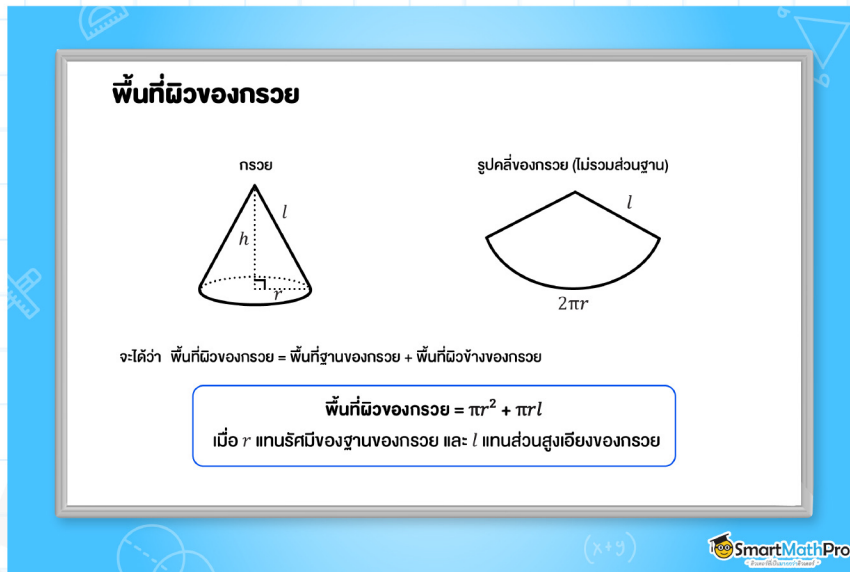 พื้นที่ผิวของกรวย
กรวย
รูปคลี่ของกรวย (ไม่รวมส่วนฐาน)
l
h
r
l
2πr
จะได้ว่า พื้นที่ผิวของกรวย = พื้นที่ฐานของกรวย + พื้นที่ผิวข้างของกรวย
พื้นที่ผิวของกรวย = πr² + πrl
เมื่อ r แทนรัศมีของฐานของกรวย และ l แทนส่วนสูงเอียงของกรวย
(x+y)
SmartMathPro